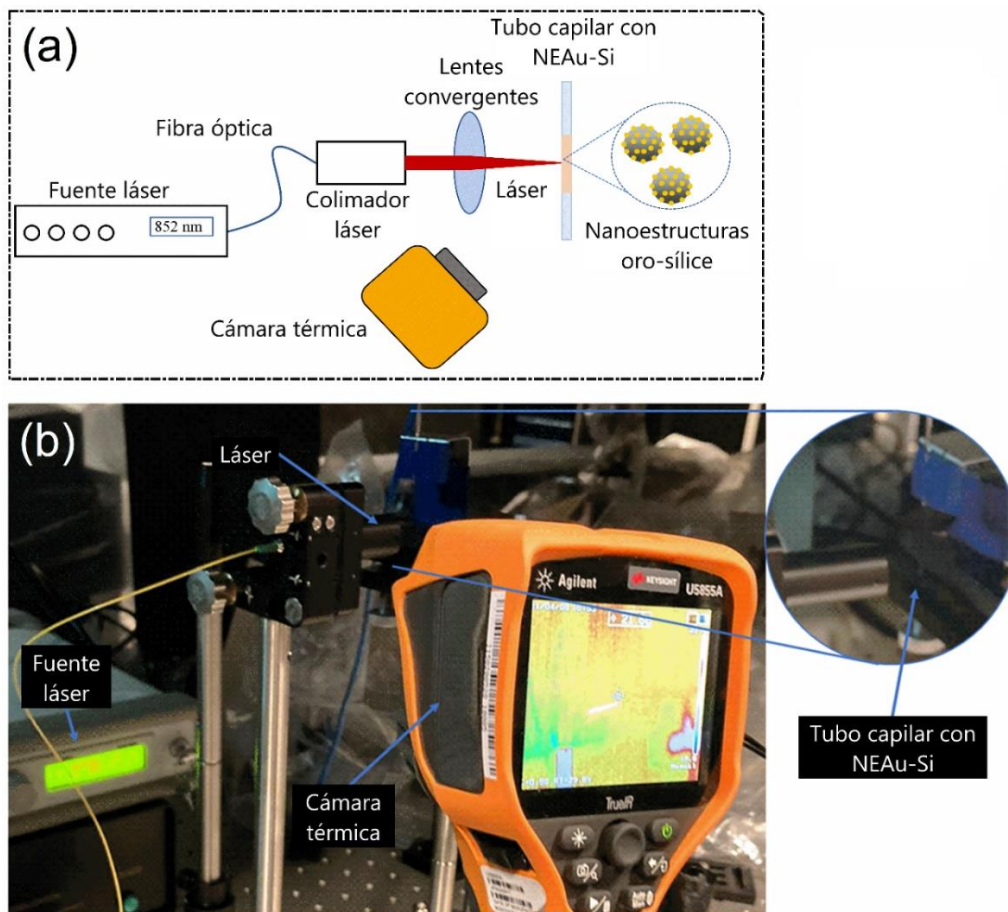 (a)
Tubo capilar con
NEAu-Si
Lentes
convergentes
Fibra óptica
Fuente láser
852 nm
Colimador
láser
Láser
Nanoestructuras
oro-sílice
Cámara térmica
(b)
Láser
Agilent
KEYSIGHT
U5855A
Fuente
láser
Cámara
térmica
TrueIR
Tubo capilar con
NEAu-Si